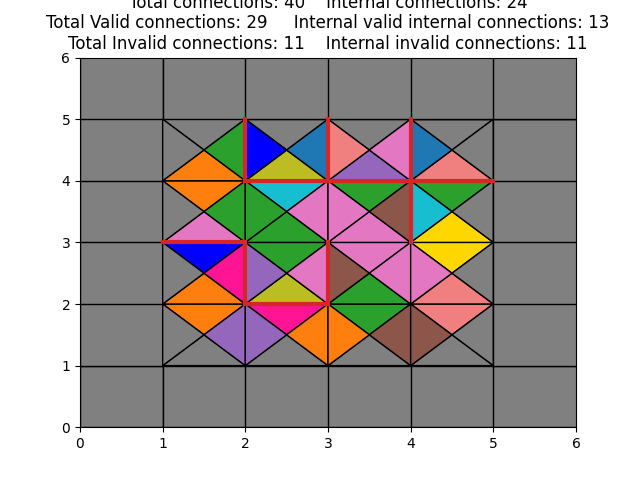 Total connections: 40    Internal connections: 24
Total Valid connections: 29     Internal valid internal connections: 13
Total Invalid connections: 11    Internal invalid connections: 11
6
5
4
3
2
1
0
0 1 2 3 4 5 6